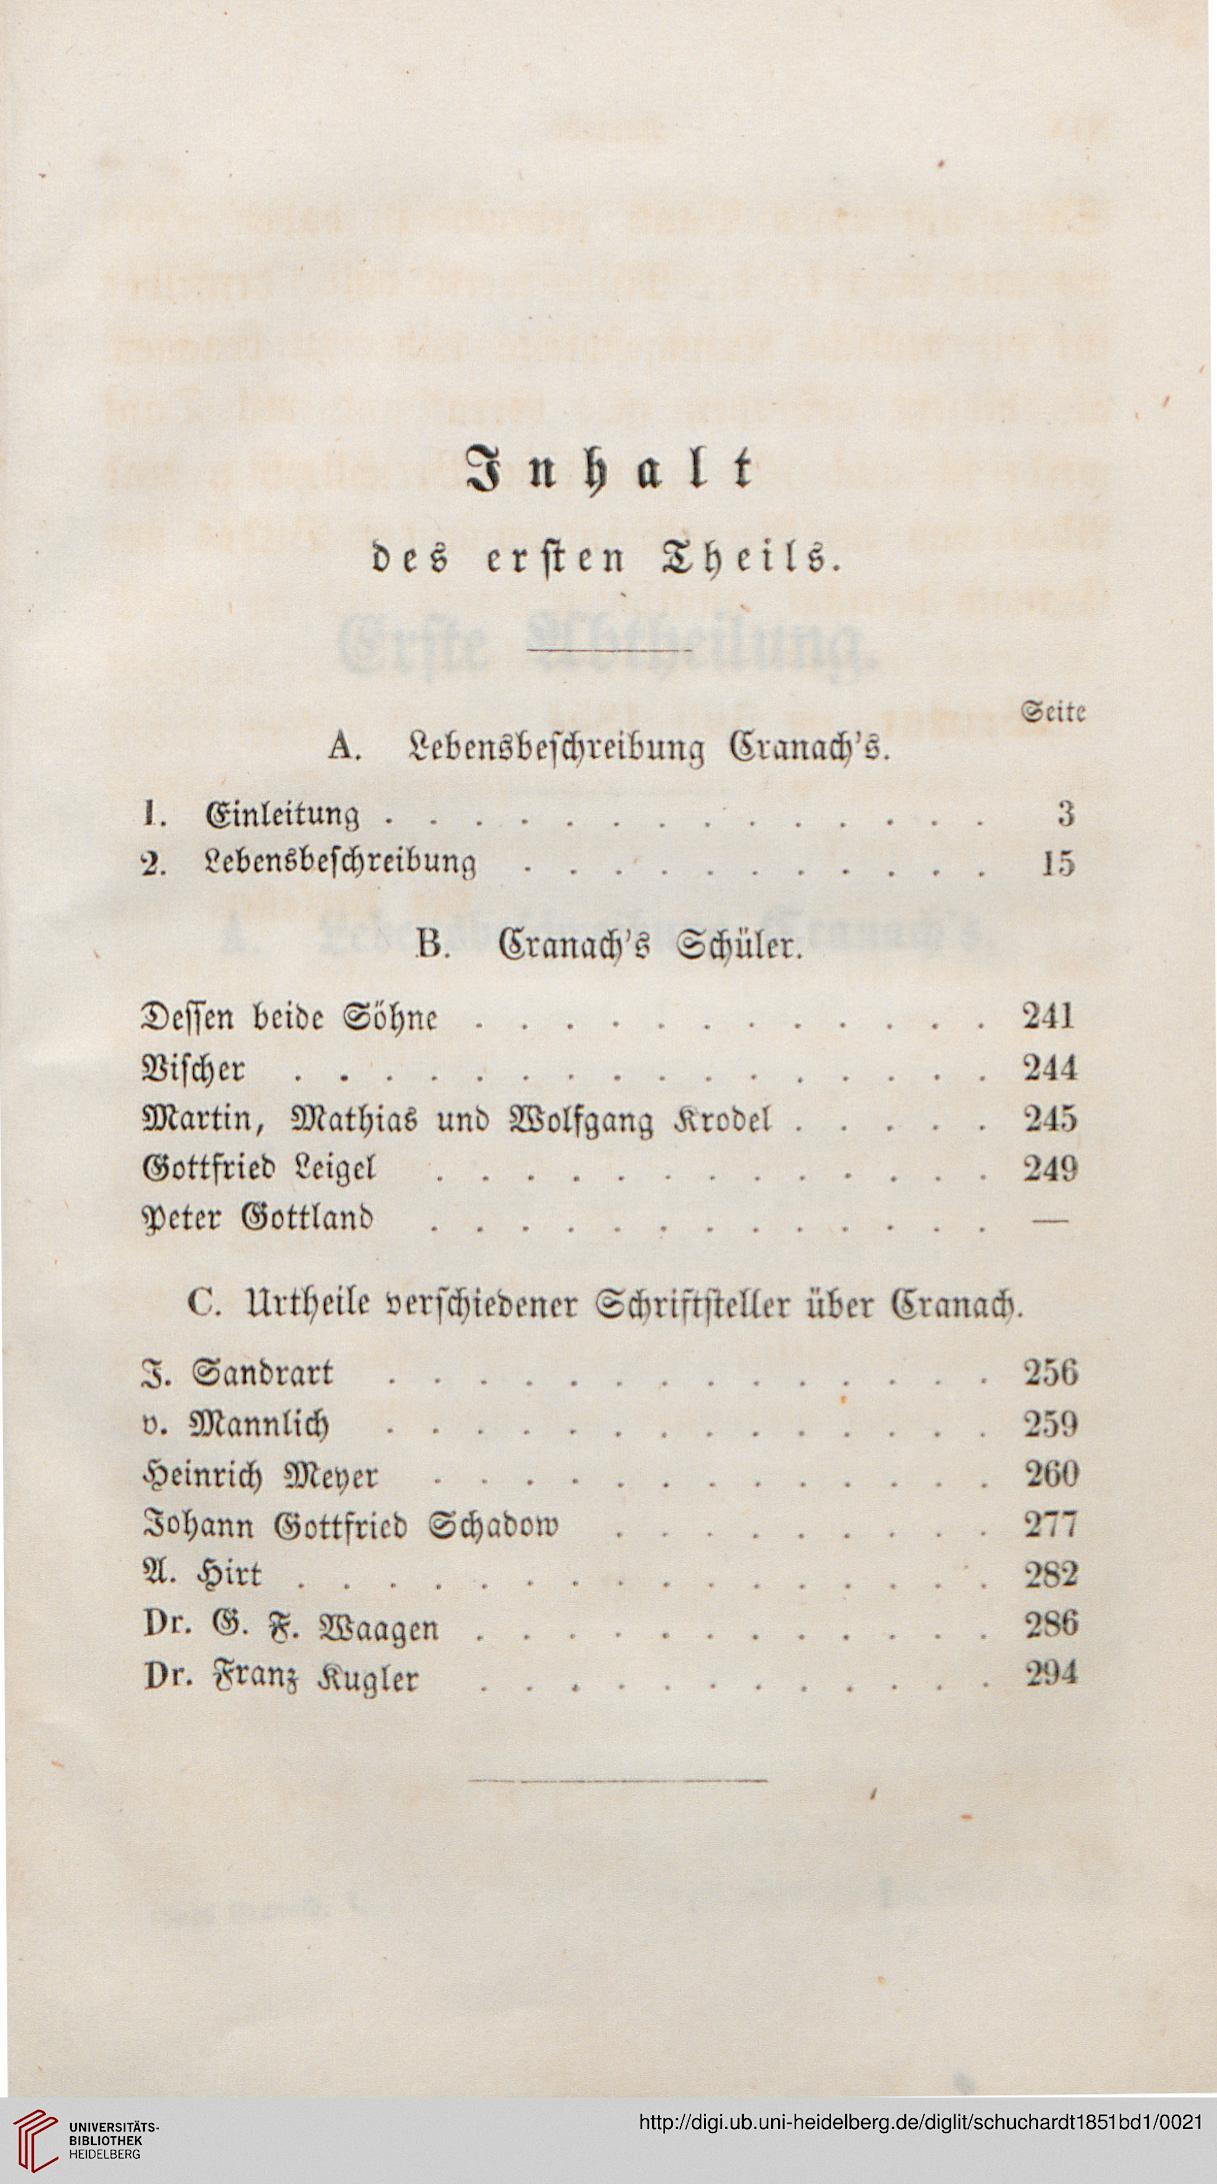 Inhalt
des ersten Theils.
Seite
A. Lebensbeschreibung Cranach's.
1. Einleitung . . . . . . . . . . . . . . 3
2. Lebensbeschreibung . . . . . . . . . . . 15
B. Cranach's Schüler.
Dessen beide Söhne . . . . . . . . . . . . 241
Vischer . . . . . . . . . . . . . . . . 244
Martin, Mathias und Wolfgang Krodel . . . . . 245
Gottfried Leigel . . . . . . . . . . . . . 249
Peter Gottland . . . . . . . . . . . . . —
C. Urtheile verschiedener Schriftsteller über Cranach.
J. Sandrart . . . . . . . . . . . . . . 256
v. Mannlich . . . . . . . . . . . . . . 259
Heinrich Meyer . . . . . . . . . . . . . 260
Johann Gottfried Schadow . . . . . . . . . 277
A. Hirt . . . . . . . . . . . . . . . . 282
Dr. G. F. Waagen . . . . . . . . . . . . 286
Dr. Franz Kugler . . . . . . . . . . . . 294
UNIVERSITÄTS-
BIBLIOTHEK
HEIDELBERG
http://digi.ub.uni-heidelberg.de/diglit/schuchardt1851bd1/0021